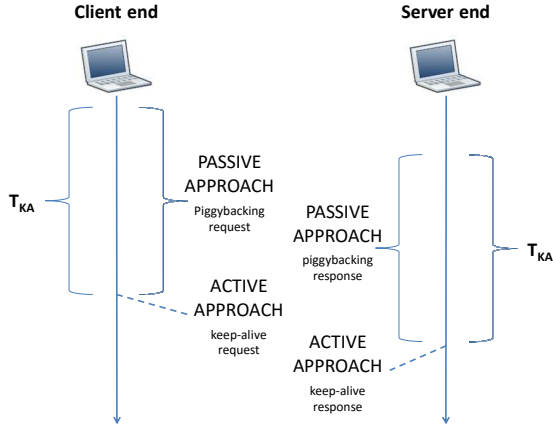 Client end
Server end
PASSIVE
APPROACH
Piggybacking
request
T_KA
PASSIVE
APPROACH
piggybacking
response
T_KA
ACTIVE
APPROACH
keep-alive
request
ACTIVE
APPROACH
keep-alive
response